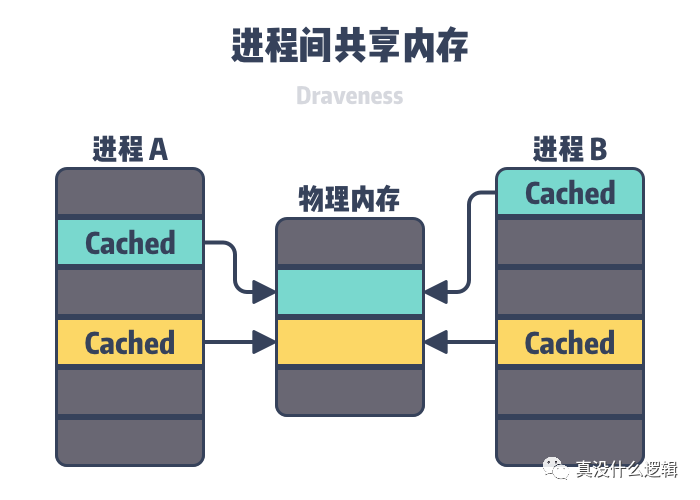 进程间共享内存
Draveness
进程 A
进程 B
物理内存
Cached
Cached
Cached
Cached
真没什么逻辑